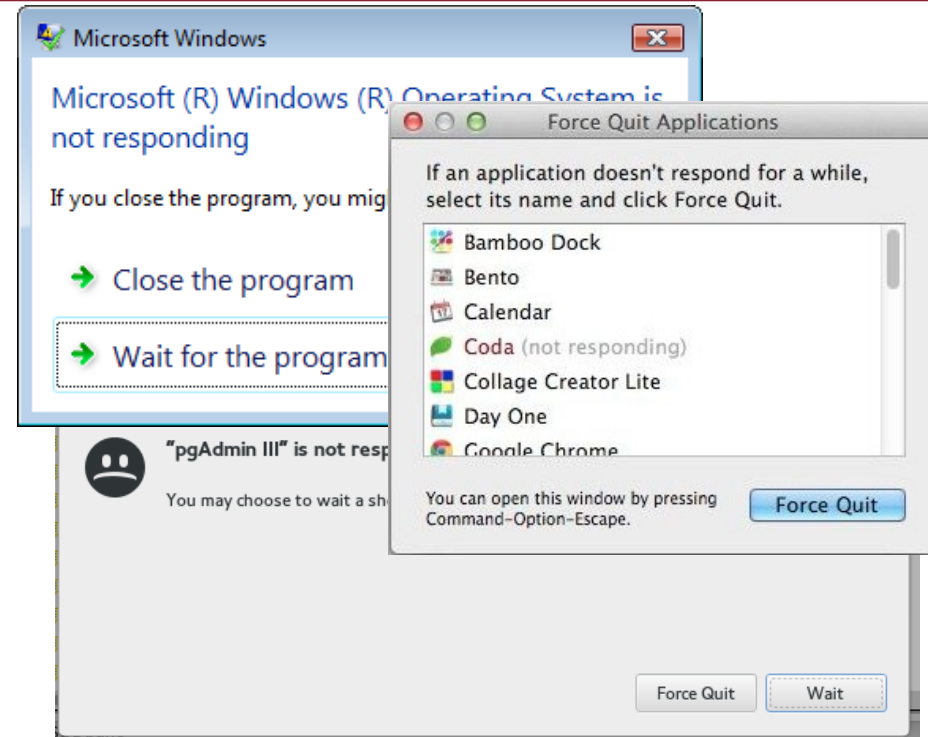 Microsoft Windows
Microsoft (R) Windows (R) Operating System is
not responding
If you close the program, you mig
Close the program
Wait for the program
Force Quit Applications
If an application doesn't respond for a while,
select its name and click Force Quit.
Bamboo Dock
Bento
Calendar
Coda (not responding)
Collage Creator Lite
Day One
Google Chrome
You can open this window by pressing
Command-Option-Escape.
Force Quit
"pgAdmin III" is not resp
You may choose to wait a sh
Force Quit
Wait